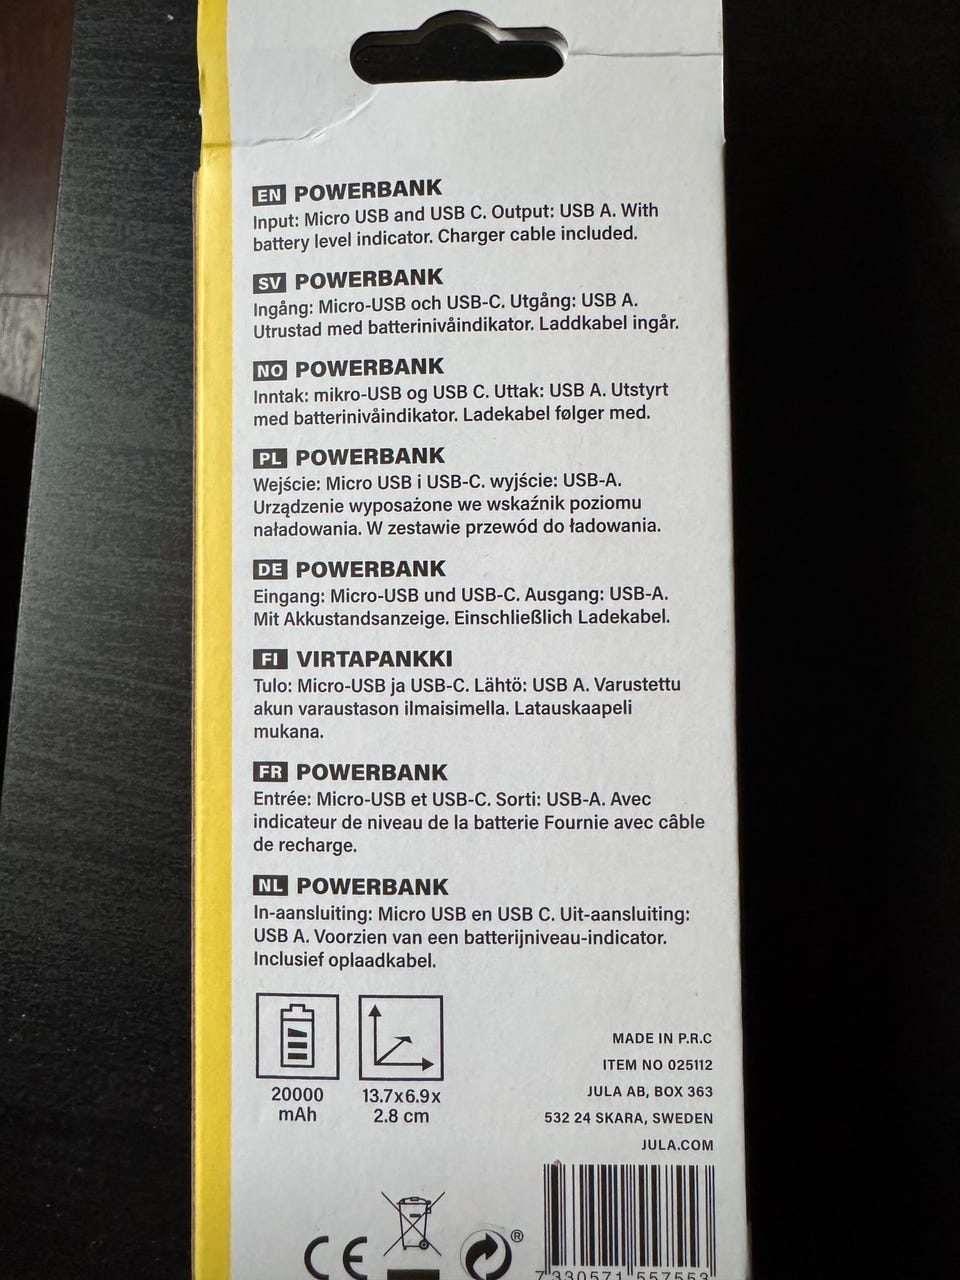 EN POWERBANK
Input: Micro USB and USB C. Output: USB A. With
battery level indicator. Charger cable included.
SV POWERBANK
Ingång: Micro-USB och USB-C. Utgång: USB A.
Utrustad med batterinivåindikator. Laddkabel ingår.
NO POWERBANK
Inntak: mikro-USB og USB C. Uttak: USB A. Utstyrt
med batterinivåindikator. Ladekabel følger med.
PL POWERBANK
Wejście: Micro USB i USB-C. wyjście: USB-A.
Urządzenie wyposażone we wskaźnik poziomu
naładowania. W zestawie przewód do ładowania.
DE POWERBANK
Eingang: Micro-USB und USB-C. Ausgang: USB-A.
Mit Akkustandsanzeige. Einschließlich Ladekabel.
FI VIRTAPANKKI
Tulo: Micro-USB ja USB-C. Lähtö: USB A. Varustettu
akun varaustason ilmaisimella. Latauskaapeli
mukana.
FR POWERBANK
Entrée: Micro-USB et USB-C. Sorti: USB-A. Avec
indicateur de niveau de la batterie Fournie avec câble
de recharge.
NL POWERBANK
In-aansluiting: Micro USB en USB C. Uit-aansluiting:
USB A. Voorzien van een batterijniveau-indicator.
Inclusief oplaadkabel.
20000
mAh
13.7x6.9x
2.8 cm
MADE IN P.R.C
ITEM NO 025112
JULA AB, BOX 363
532 24 SKARA, SWEDEN
JULA.COM
CE
®
7 330571 557553